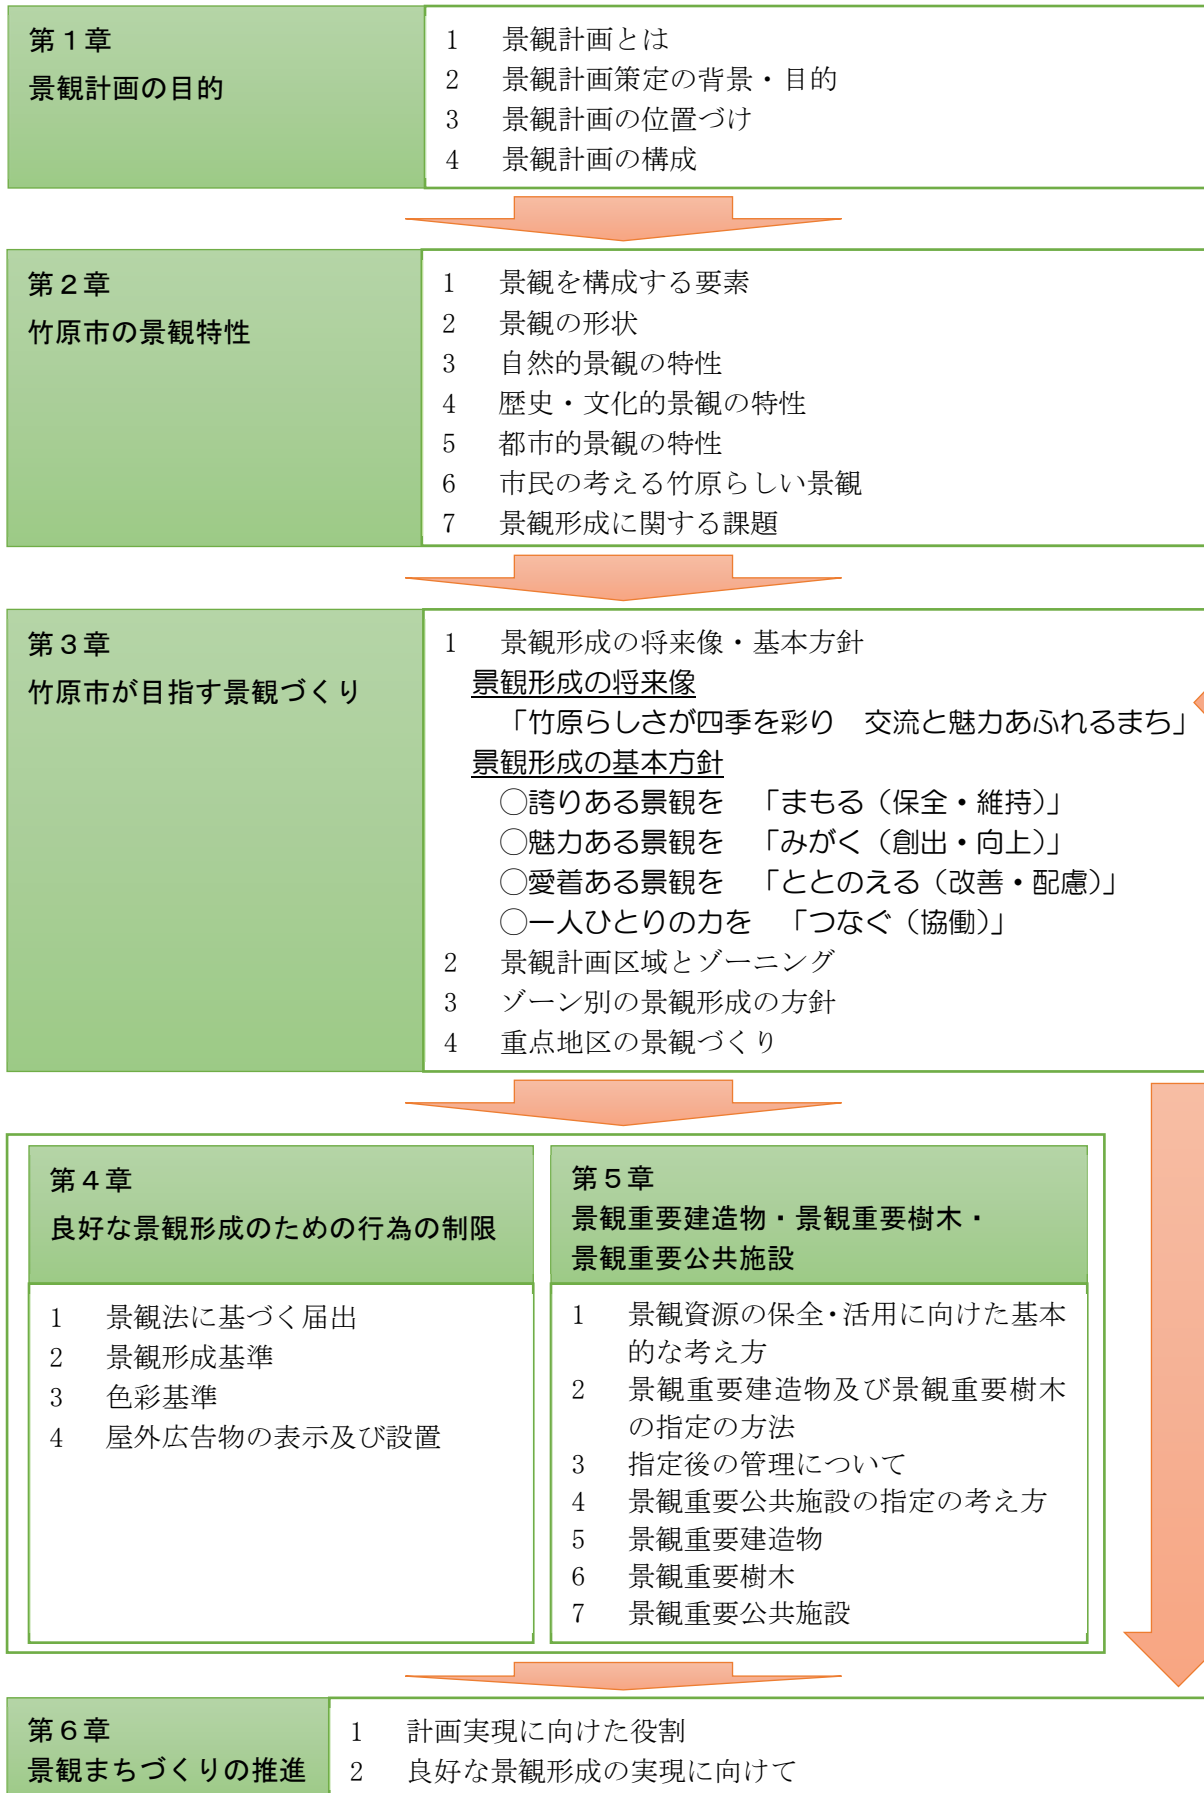 第1章
景観計画の目的
1 景観計画とは
2 景観計画策定の背景・目的
3 景観計画の位置づけ
4 景観計画の構成
第2章
竹原市の景観特性
1 景観を構成する要素
2 景観の形状
3 自然的景観の特性
4 歴史・文化的景観の特性
5 都市的景観の特性
6 市民の考える竹原らしい景観
7 景観形成に関する課題
第3章
竹原市が目指す景観づくり
1 景観形成の将来像・基本方針
景観形成の将来像
「竹原らしさが四季を彩り　交流と魅力あふれるまち」
景観形成の基本方針
○誇りある景観を　「まもる（保全・維持）」
○魅力ある景観を　「みがく（創出・向上）」
○愛着ある景観を　「ととのえる（改善・配慮）」
○一人ひとりの力を　「つなぐ（協働）」
2 景観計画区域とゾーニング
3 ゾーン別の景観形成の方針
4 重点地区の景観づくり
第4章
良好な景観形成のための行為の制限
1 景観法に基づく届出
2 景観形成基準
3 色彩基準
4 屋外広告物の表示及び設置
第5章
景観重要建造物・景観重要樹木・
景観重要公共施設
1 景観資源の保全・活用に向けた基本
的な考え方
2 景観重要建造物及び景観重要樹木
の指定の方法
3 指定後の管理について
4 景観重要公共施設の指定の考え方
5 景観重要建造物
6 景観重要樹木
7 景観重要公共施設
第6章
景観まちづくりの推進
1 計画実現に向けた役割
2 良好な景観形成の実現に向けて